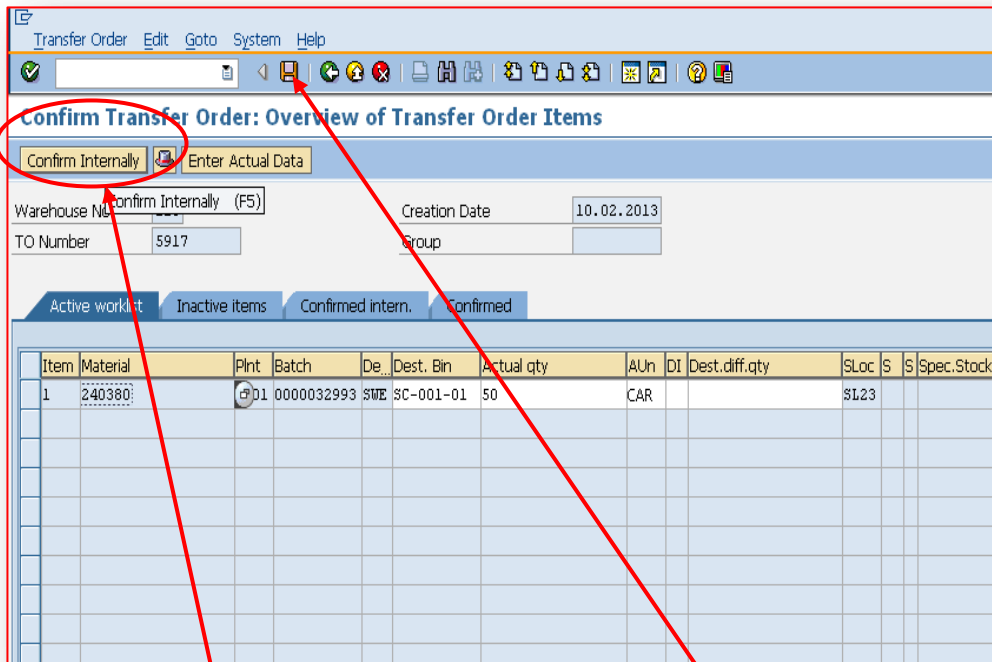 Transfer Order Edit Goto System Help
Confirm Transfer Order: Overview of Transfer Order Items
Confirm Internally Enter Actual Data
Confirm Internally (F5)
Warehouse Creation Date 10.02.2013
TO Number 5917 Group
Active worklist Inactive items Confirmed intern. Confirmed
Item Material Plnt Batch De... Dest. Bin Actual qty AUn DI Dest.diff.qty SLoc S S Spec.Stock
1 240380 01 0000032993 SWE SC-001-01 50 CAR SL23